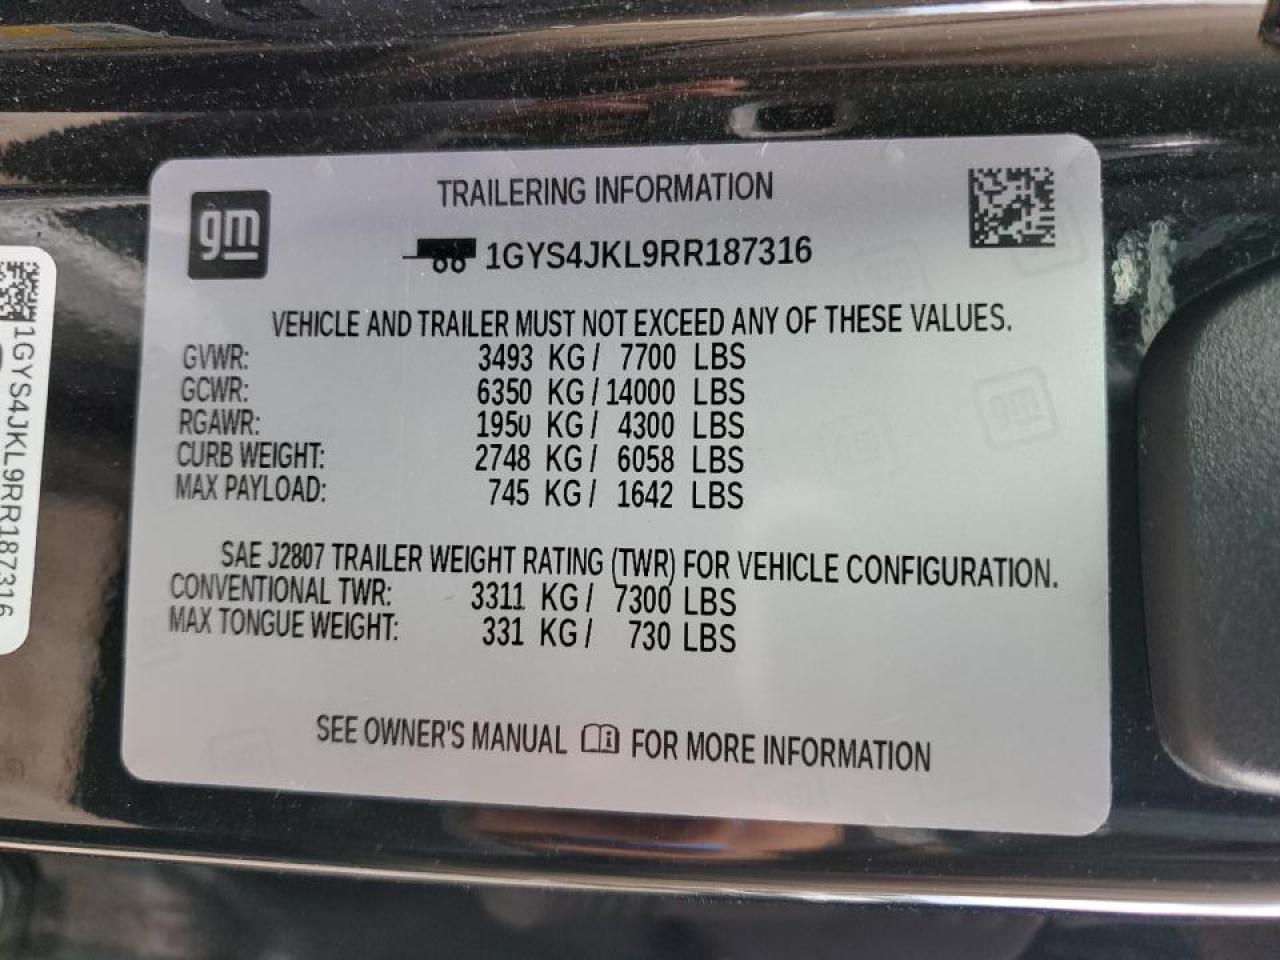 gm
TRAILERING INFORMATION
1GYS4JKL9RR187316
VEHICLE AND TRAILER MUST NOT EXCEED ANY OF THESE VALUES.
GVWR: 3493 KG / 7700 LBS
GCWR: 6350 KG / 14000 LBS
RGAWR: 1950 KG / 4300 LBS
CURB WEIGHT: 2748 KG / 6058 LBS
MAX PAYLOAD: 745 KG / 1642 LBS
SAE J2807 TRAILER WEIGHT RATING (TWR) FOR VEHICLE CONFIGURATION.
CONVENTIONAL TWR: 3311 KG / 7300 LBS
MAX TONGUE WEIGHT: 331 KG / 730 LBS
SEE OWNER'S MANUAL FOR MORE INFORMATION
1GYS4JKL9RR187316
gm